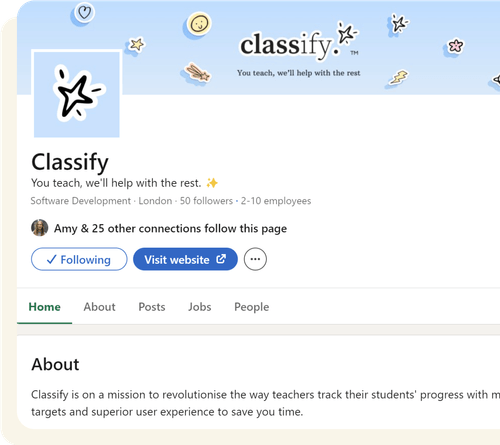 classify.™
You teach, we'll help with the rest
Classify
You teach, we'll help with the rest. ✨
Software Development · London · 50 followers · 2-10 employees
Amy & 25 other connections follow this page
✓ Following Visit website ···
Home About Posts Jobs People
About
Classify is on a mission to revolutionise the way teachers track their students' progress with
targets and superior user experience to save you time.